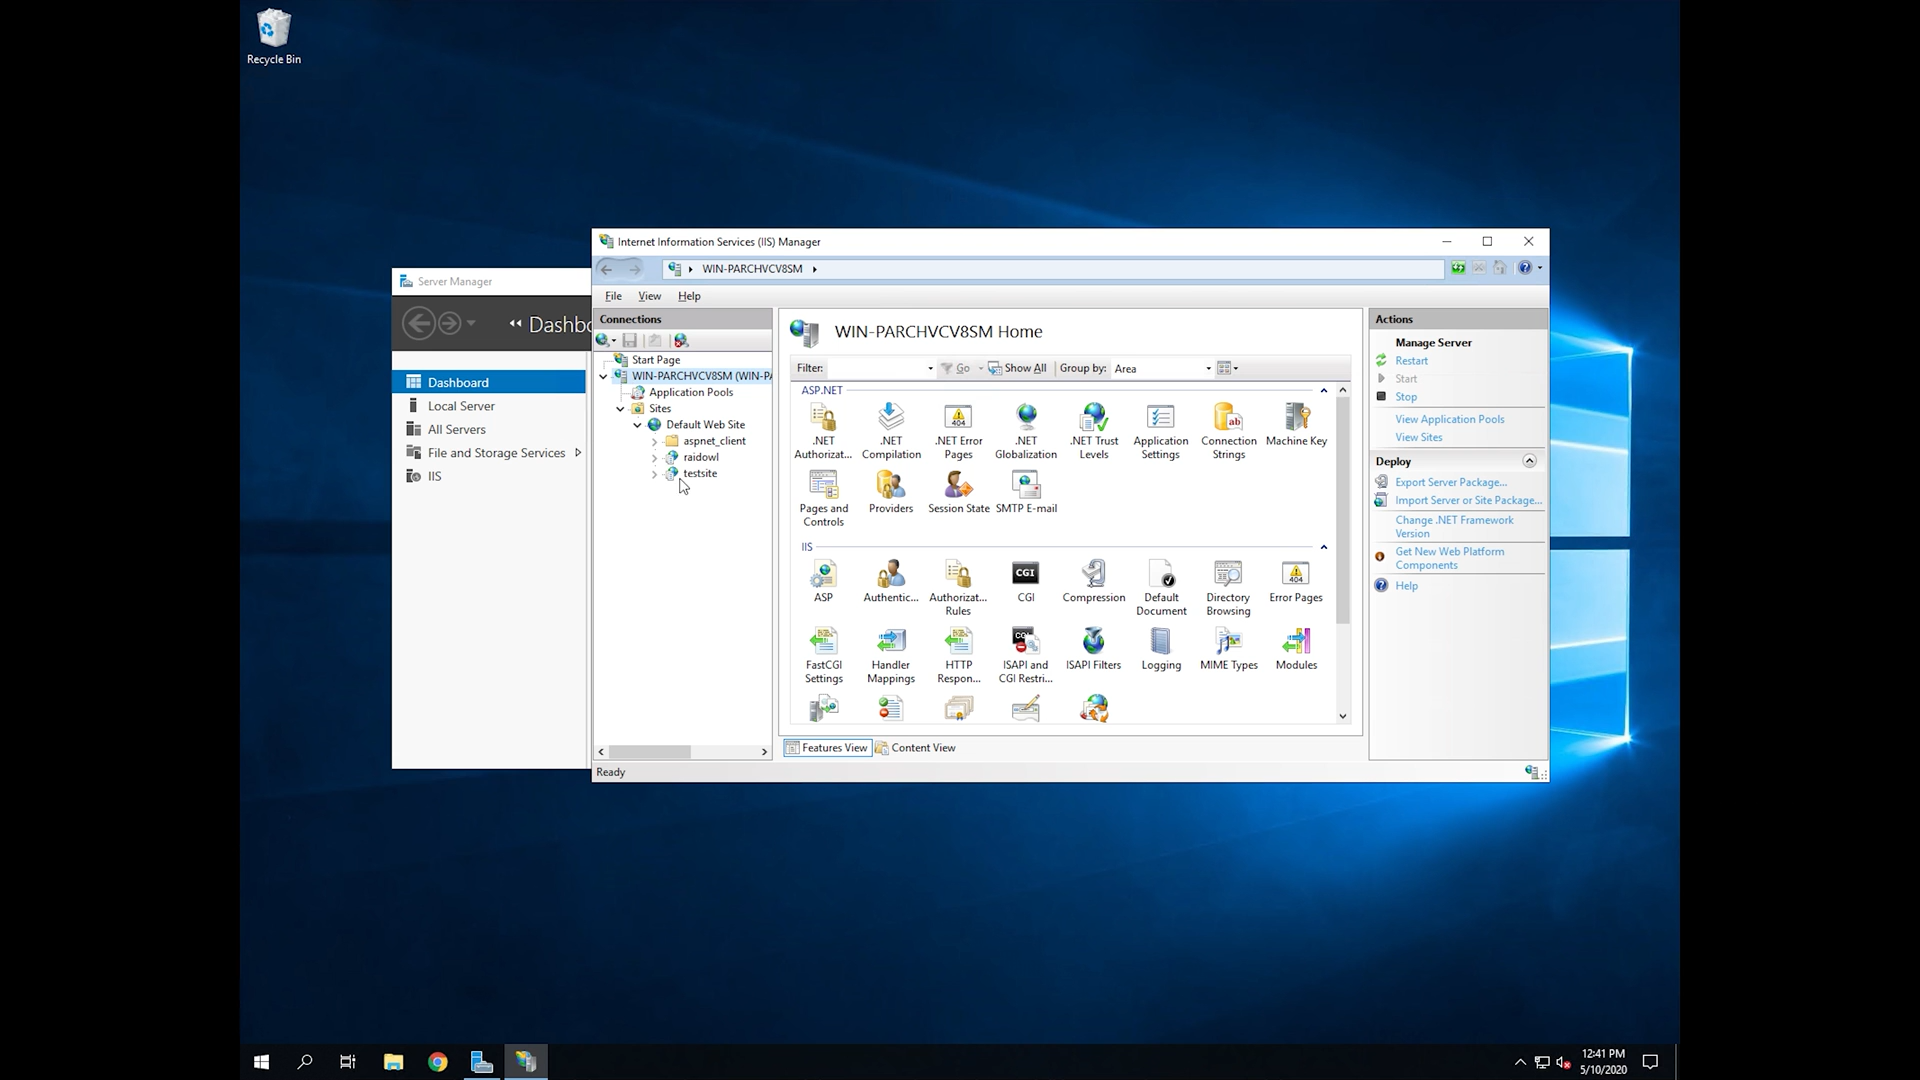 Recycle Bin
Internet Information Services (IIS) Manager
WIN-PARCHVCV8SM
File View Help
Server Manager
Dashbo
Dashboard
Local Server
All Servers
File and Storage Services
IIS
Connections
Start Page
WIN-PARCHVCV8SM (WIN-PA
Application Pools
Sites
Default Web Site
aspnet_client
raidowl
testsite
WIN-PARCHVCV8SM Home
Filter: Go Show All Group by: Area
ASP.NET
.NET Authorizat...
.NET Compilation
.NET Error Pages
.NET Globalization
.NET Trust Levels
Application Settings
Connection Strings
Machine Key
Pages and Controls
Providers
Session State
SMTP E-mail
IIS
ASP
Authentic...
Authorizat... Rules
CGI
Compression
Default Document
Directory Browsing
Error Pages
FastCGI Settings
Handler Mappings
HTTP Respon...
ISAPI and CGI Restri...
ISAPI Filters
Logging
MIME Types
Modules
Features View Content View
Ready
Actions
Manage Server
Restart
Start
Stop
View Application Pools
View Sites
Deploy
Export Server Package...
Import Server or Site Package...
Change .NET Framework
Version
Get New Web Platform
Components
Help
12:41 PM
5/10/2020